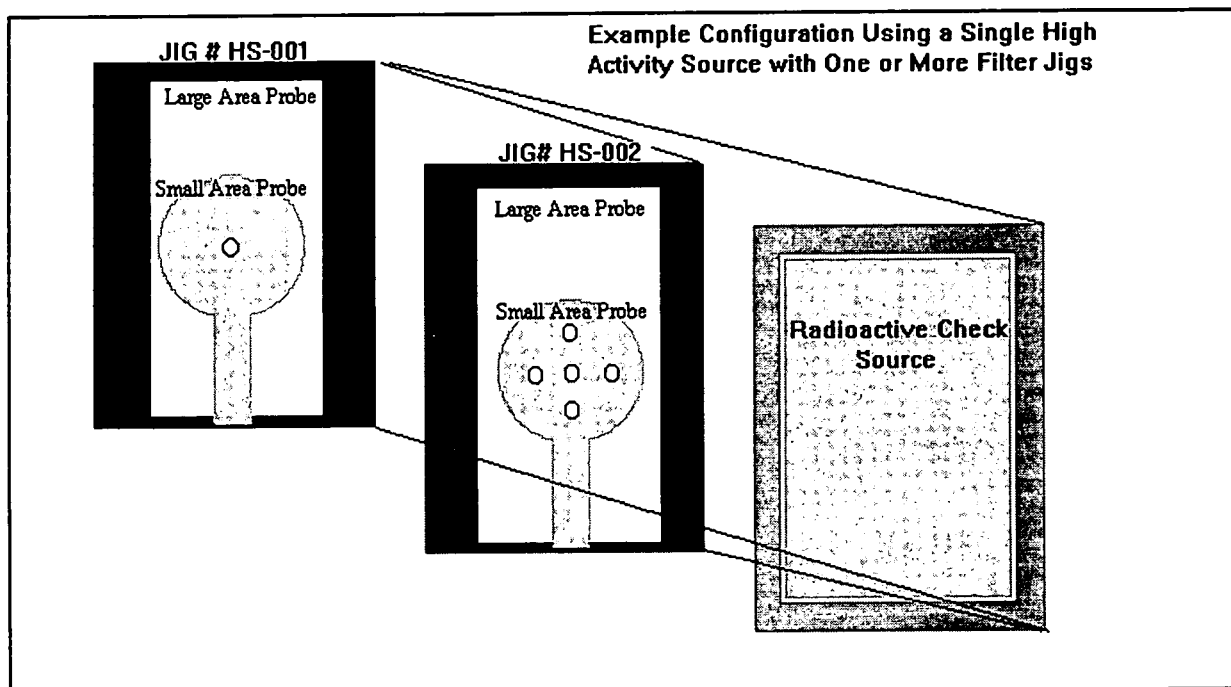 Example Configuration Using a Single High
Activity Source with One or More Filter Jigs
JIG # HS-001
Large Area Probe
Small Area Probe
JIG# HS-002
Large Area Probe
Small Area Probe
Radioactive Check
Source